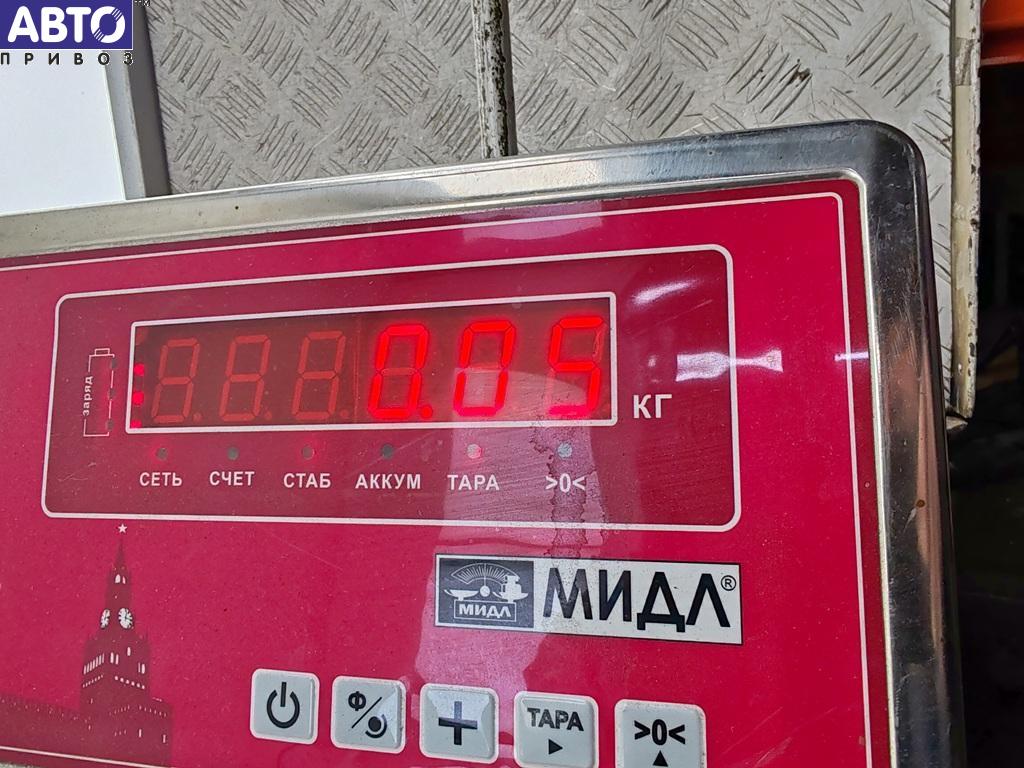 АВТО
ПРИВОЗ
заряд
0.05
КГ
СЕТЬ СЧЕТ СТАБ АККУМ ТАРА >0<
МИДЛ МИДЛ®
Ф ТАРА >0<